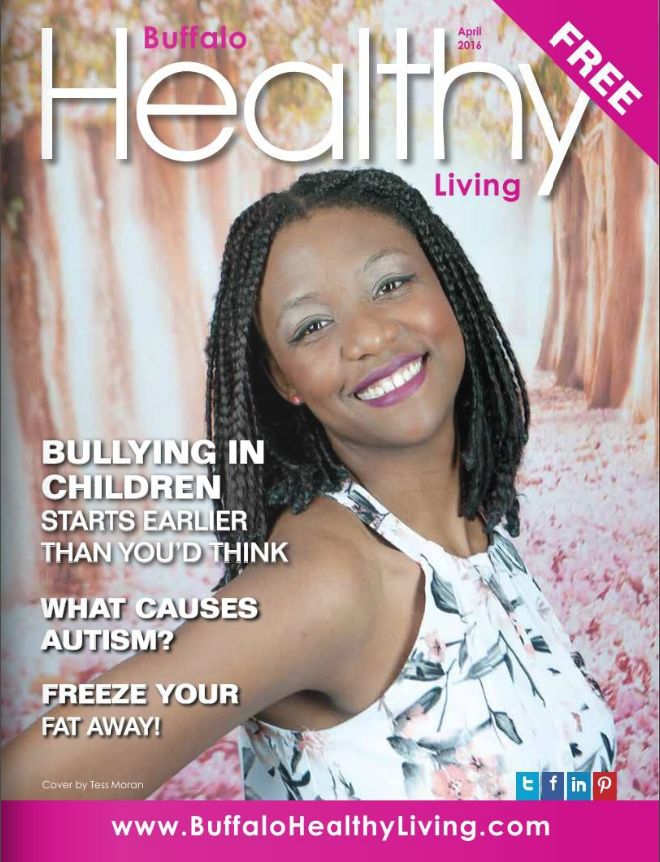 Buffalo
April
2016
FREE
Healthy
Living
BULLYING IN
CHILDREN
STARTS EARLIER
THAN YOU'D THINK
WHAT CAUSES
AUTISM?
FREEZE YOUR
FAT AWAY!
Cover by Tess Moran
www.BuffaloHealthyLiving.com